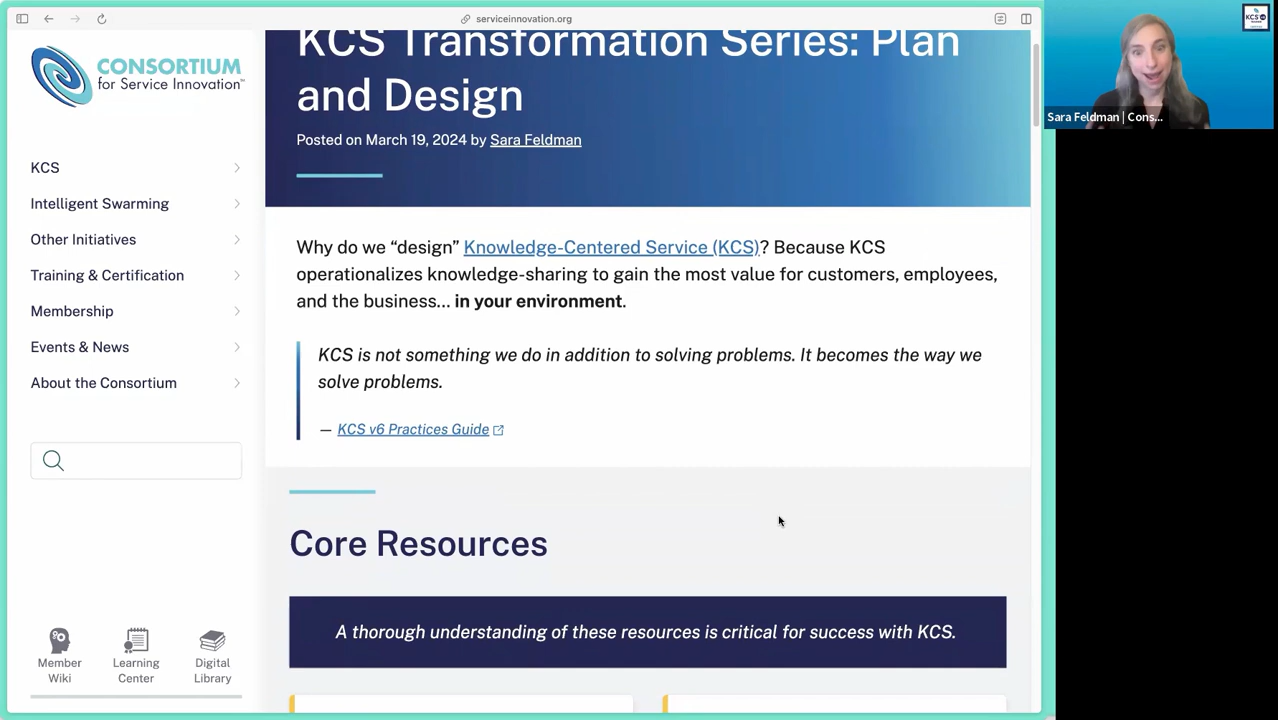 serviceinnovation.org
CONSORTIUM
for Service Innovation™
KCS
Intelligent Swarming
Other Initiatives
Training & Certification
Membership
Events & News
About the Consortium
Member
Wiki
Learning
Center
Digital
Library
KCS Transformation Series: Plan
and Design
Posted on March 19, 2024 by Sara Feldman
Why do we “design” Knowledge-Centered Service (KCS)? Because KCS
operationalizes knowledge-sharing to gain the most value for customers, employees,
and the business... in your environment.
KCS is not something we do in addition to solving problems. It becomes the way we
solve problems.
— KCS v6 Practices Guide
Core Resources
A thorough understanding of these resources is critical for success with KCS.
Sara Feldman | Cons...
KCS